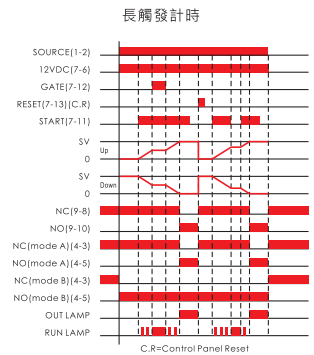 長觸發計時
SOURCE(1-2)
12VDC(7-6)
GATE(7-12)
RESET(7-13)(C.R)
START(7-11)
SV
Up
0
SV
Down
0
NC(9-8)
NO(9-10)
NC(mode A)(4-3)
NO(mode A)(4-5)
NC(mode B)(4-3)
NO(mode B)(4-5)
OUT LAMP
RUN LAMP
C.R=Control Panel Reset